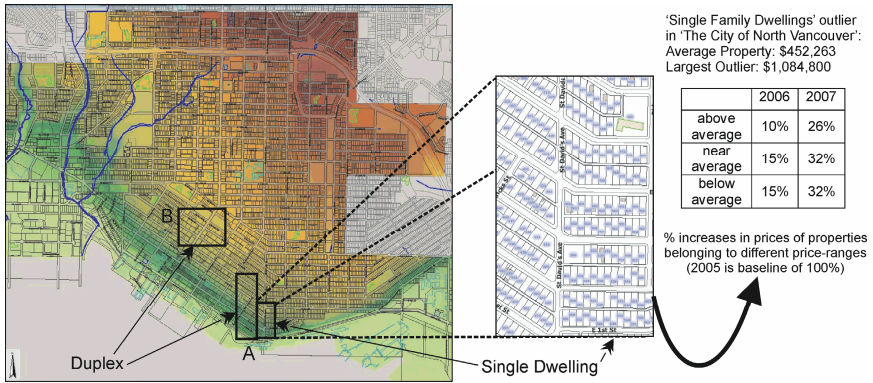 'Single Family Dwellings' outlier
in 'The City of North Vancouver':
Average Property: $452,263
Largest Outlier: $1,084,800
2006 2007
above average 10% 26%
near average 15% 32%
below average 15% 32%
% increases in prices of properties
belonging to different price-ranges
(2005 is baseline of 100%)
B
A
Duplex
Single Dwelling
St Davids
St David's Ave
St David's Ave
E 1st St